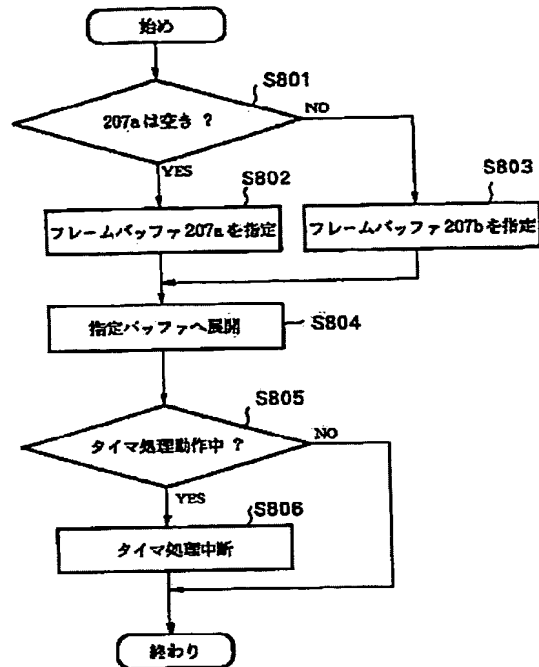 始め
S801
207aは空き ?
NO
YES
S802
S803
フレームバッファ207aを指定
フレームバッファ207bを指定
指定バッファへ展開
S804
S805
タイマ処理動作中 ?
NO
YES
S806
タイマ処理中断
終わり